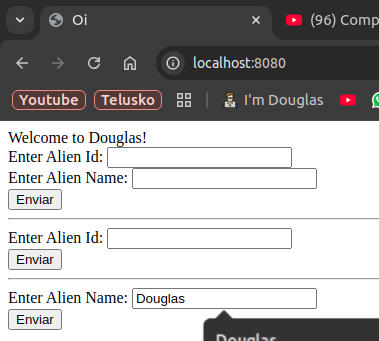 Oi
(96) Comp
localhost:8080
Youtube Telusko I'm Douglas
Welcome to Douglas!
Enter Alien Id:
Enter Alien Name:
Enviar
Enter Alien Id:
Enviar
Enter Alien Name: Douglas
Enviar
Douglas